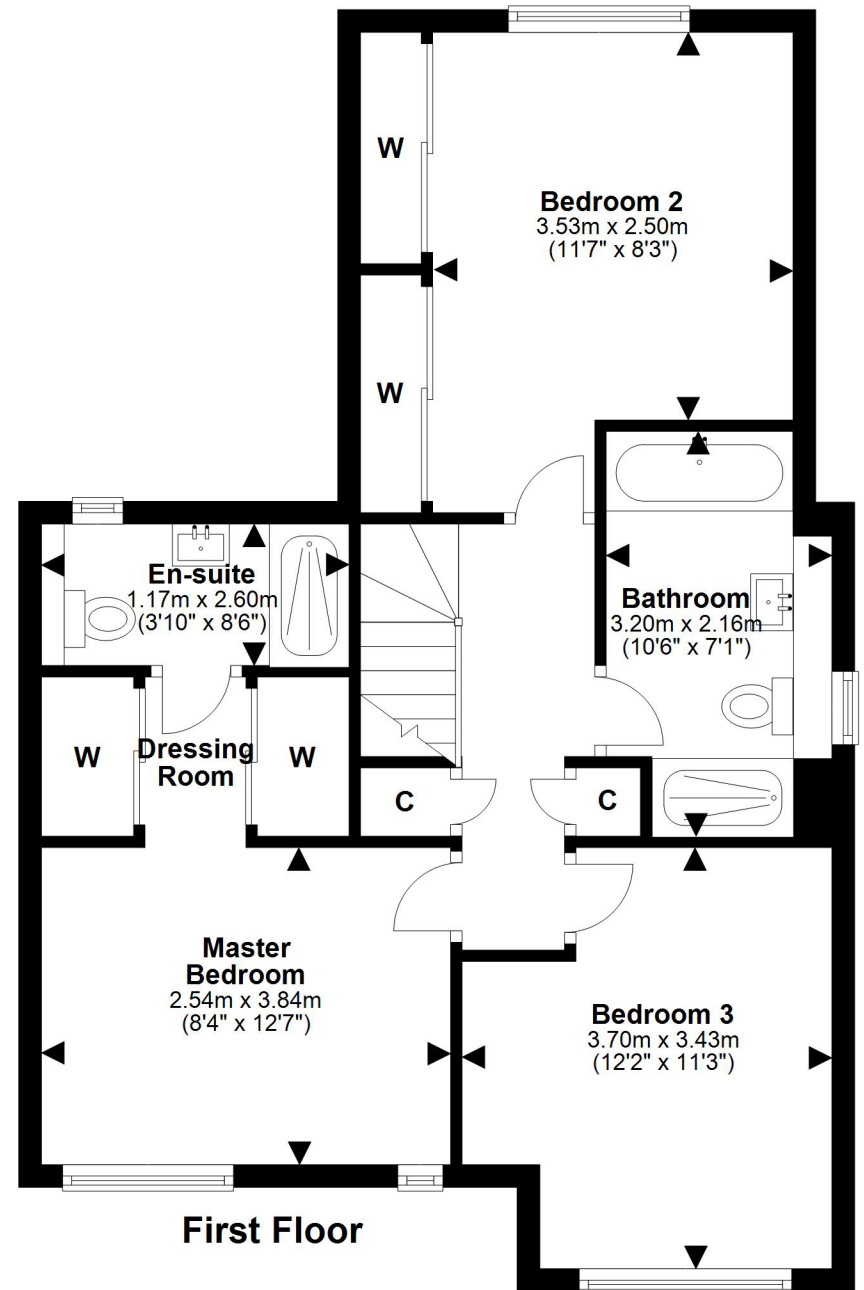 W
Bedroom 2
3.53m x 2.50m
(11'7" x 8'3")
W
En-suite
1.17m x 2.60m
(3'10" x 8'6")
Bathroom
3.20m x 2.16m
(10'6" x 7'1")
W
Dressing
Room
W
C
C
Master
Bedroom
2.54m x 3.84m
(8'4" x 12'7")
Bedroom 3
3.70m x 3.43m
(12'2" x 11'3")
First Floor